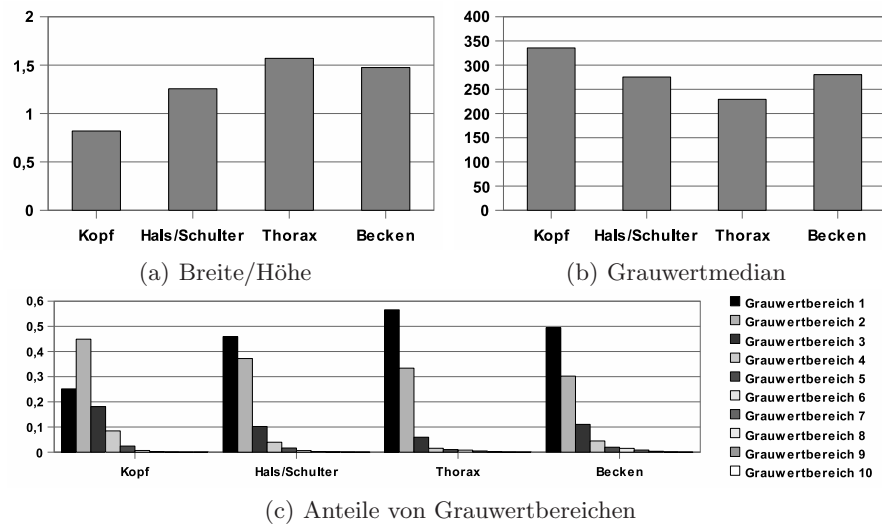 2
1,5
1
0,5
0
Kopf Hals/Schulter Thorax Becken
(a) Breite/Höhe
400
350
300
250
200
150
100
50
0
Kopf Hals/Schulter Thorax Becken
(b) Grauwertmedian
0,6
0,5
0,4
0,3
0,2
0,1
0
Kopf Hals/Schulter Thorax Becken
Grauwertbereich 1
Grauwertbereich 2
Grauwertbereich 3
Grauwertbereich 4
Grauwertbereich 5
Grauwertbereich 6
Grauwertbereich 7
Grauwertbereich 8
Grauwertbereich 9
Grauwertbereich 10
(c) Anteile von Grauwertbereichen